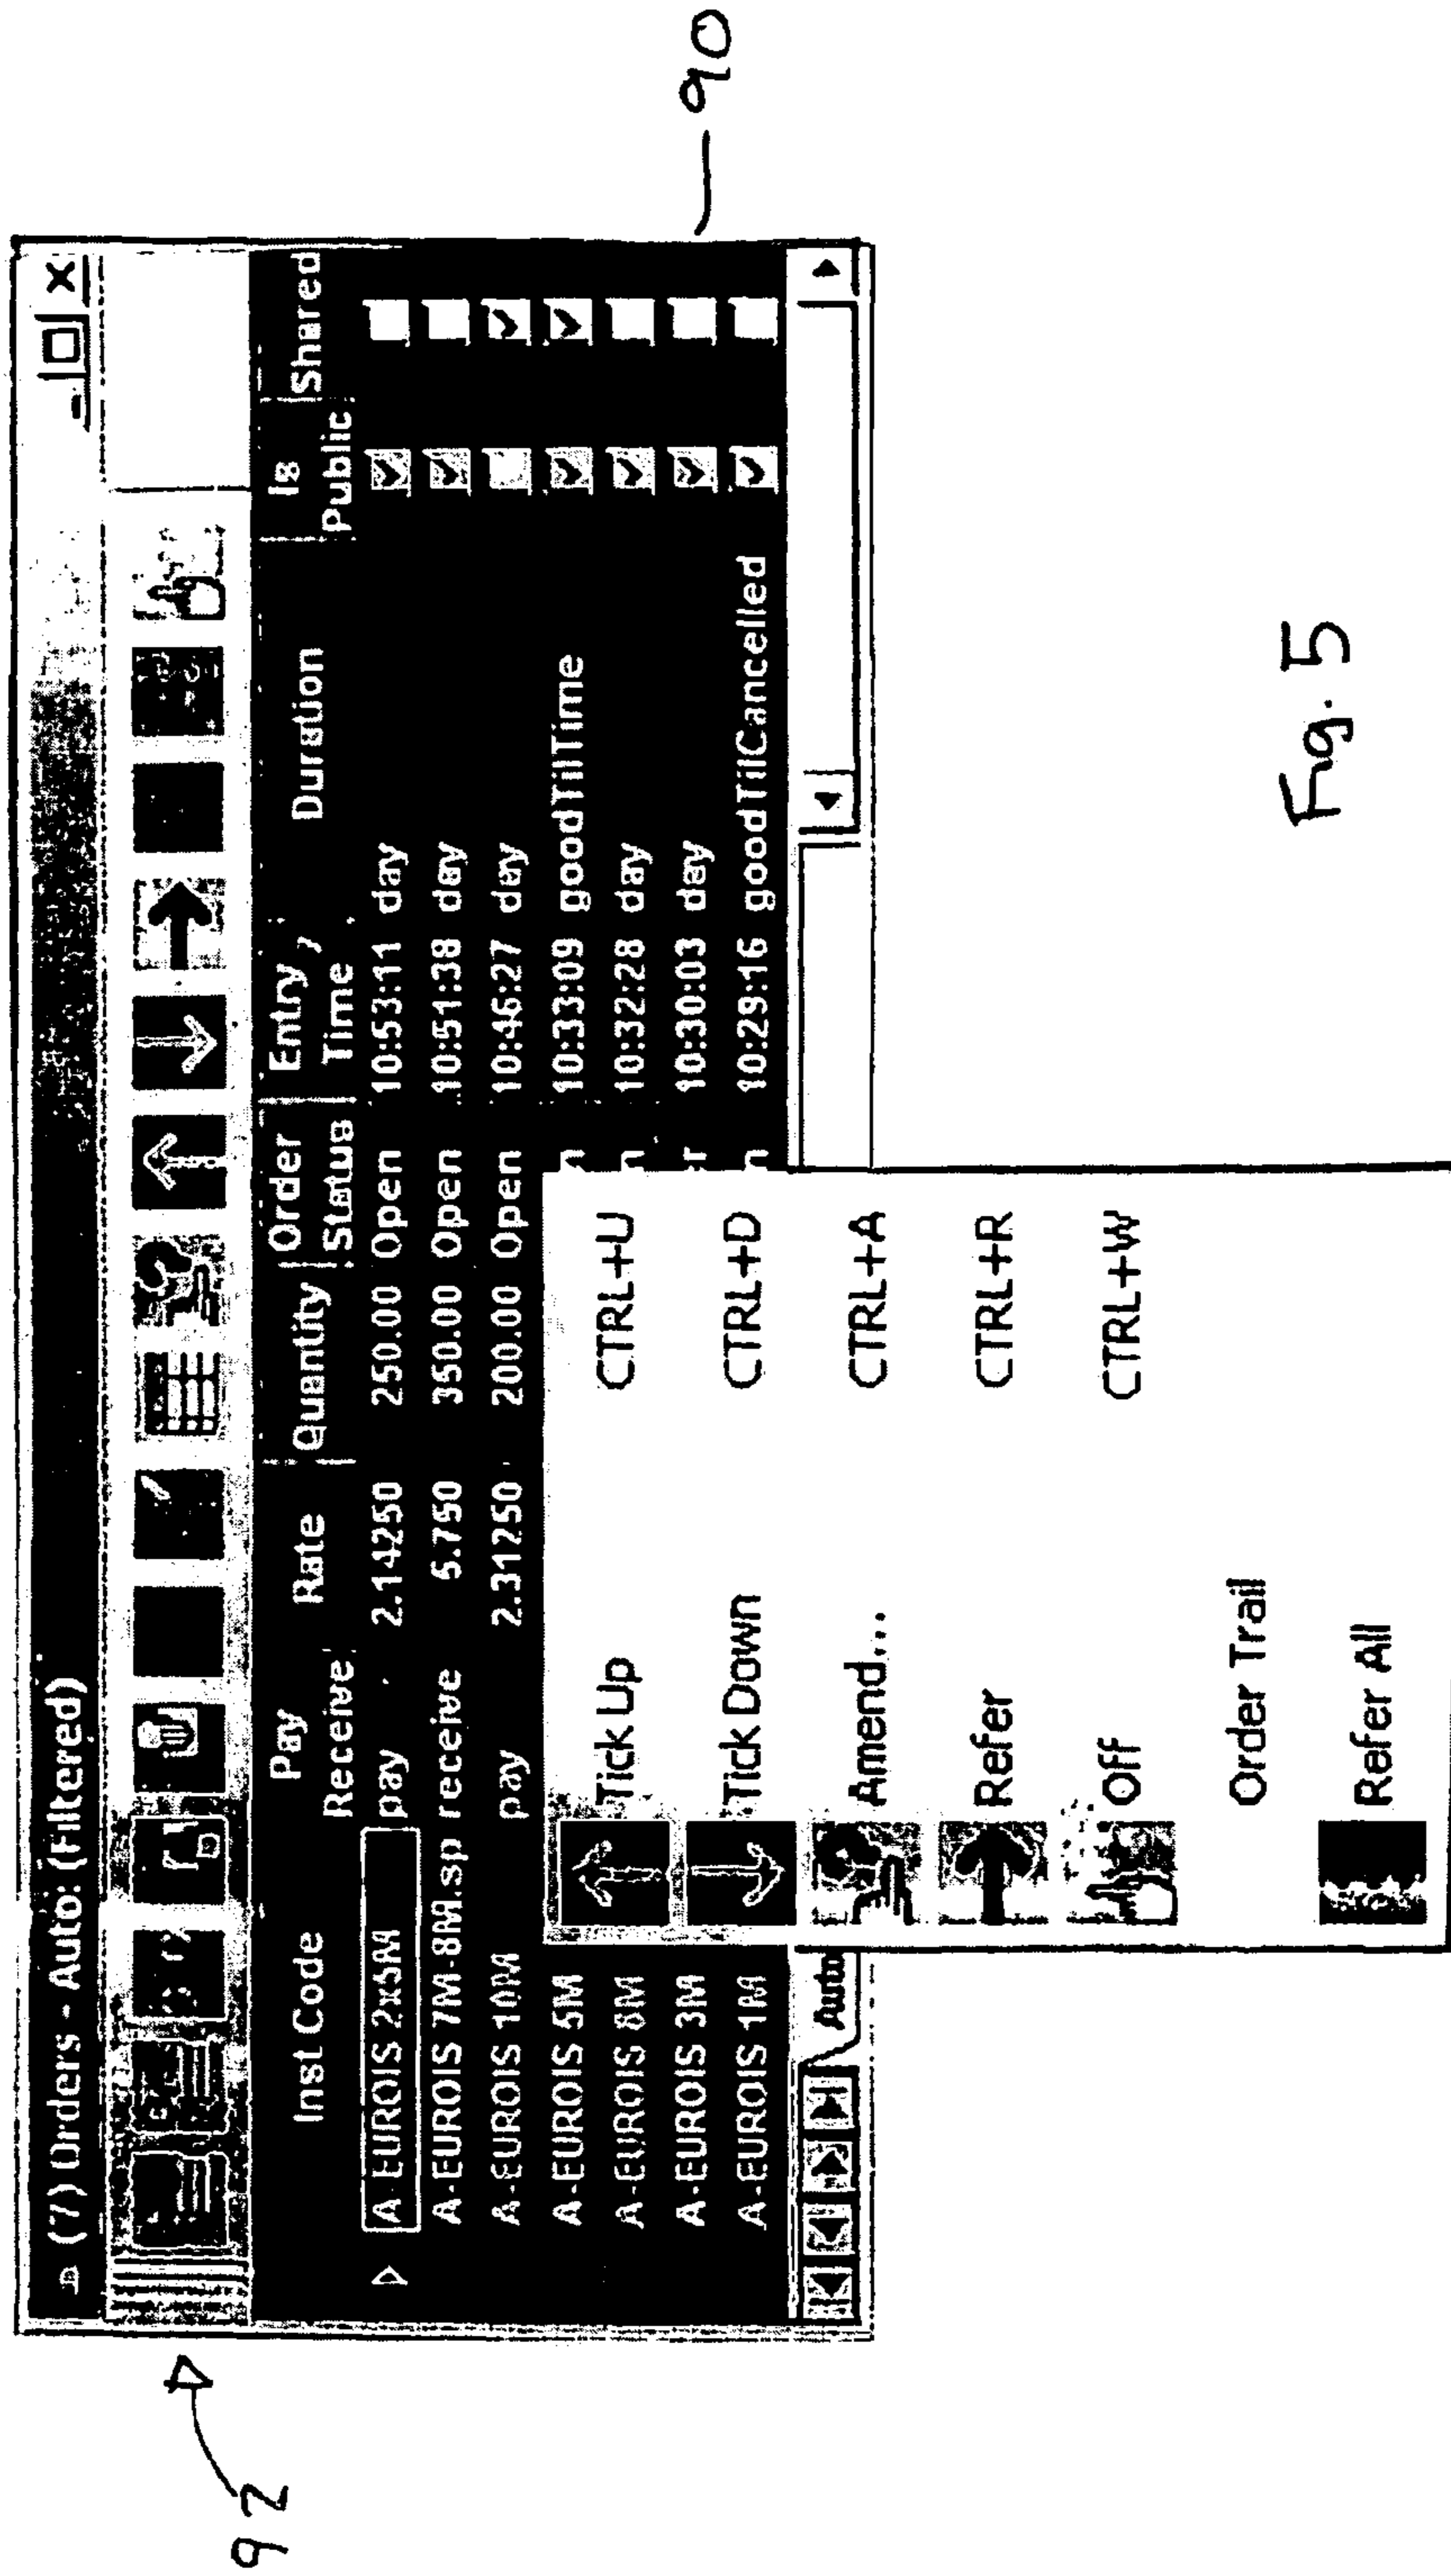 (7) Orders - Auto: (Filtered)
Inst Code Pay Receive Rate Quantity Order Status Entry Time Duration Is Public Shared
A-EUROIS 2x5M pay 2.14250 250.00 Open 10:53:11 day
A-EUROIS 7M-8M.sp receive 5.750 350.00 Open 10:51:38 day
A-EUROIS 10M pay 2.31250 200.00 Open 10:46:27 day
A-EUROIS 5M n 10:33:09 goodTilTime
A-EUROIS 8M n 10:32:28 day
A-EUROIS 3M r 10:30:03 day
A-EUROIS 1M n 10:29:16 goodTilCancelled
Auto
Tick Up CTRL+U
Tick Down CTRL+D
Amend... CTRL+A
Refer CTRL+R
Off CTRL+W
Order Trail
Refer All
92
90
Fig. 5